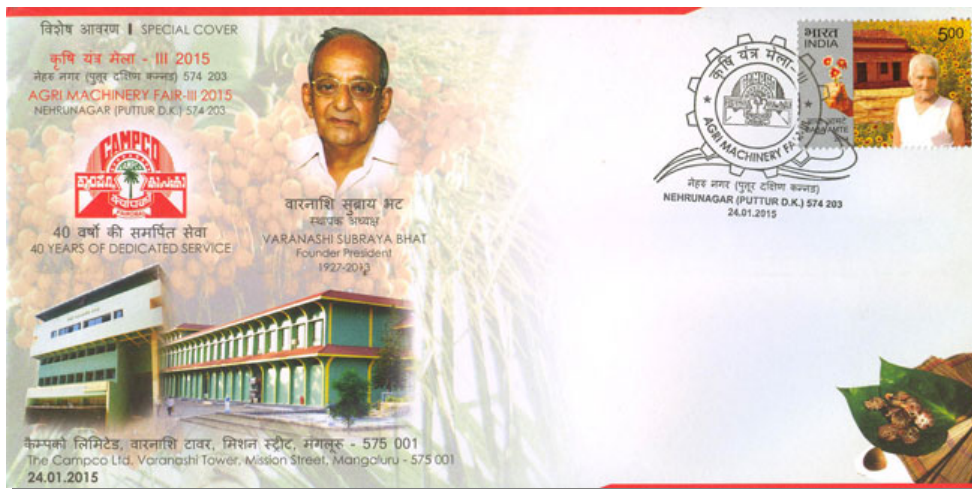 विशेष आवरण | SPECIAL COVER
कृषि यंत्र मेला - III 2015
नेहरु नगर (पुत्तूर दक्षिण कन्नड) 574 203
AGRI MACHINERY FAIR-III 2015
NEHRUNAGAR (PUTTUR D.K.) 574 203
CAMPCO
40 वर्षो की समर्पित सेवा
40 YEARS OF DEDICATED SERVICE
वारनाशि सुब्राय भट
स्थापक अध्यक्ष
VARANASHI SUBRAYA BHAT
Founder President
1927-2013
कैम्पको लिमिटेड, वारनाशि टावर, मिशन स्ट्रीट, मंगलूरु - 575 001
The Campco Ltd. Varanashi Tower, Mission Street, Mangaluru - 575 001
24.01.2015
कृषि यंत्र मेला- III
CAMPCO
AGRI MACHINERY FAIR
नेहरु नगर (पुत्तूर दक्षिण कन्नड)
NEHRUNAGAR (PUTTUR D.K.) 574 203
24.01.2015
भारत
INDIA
500
BABA AMTE